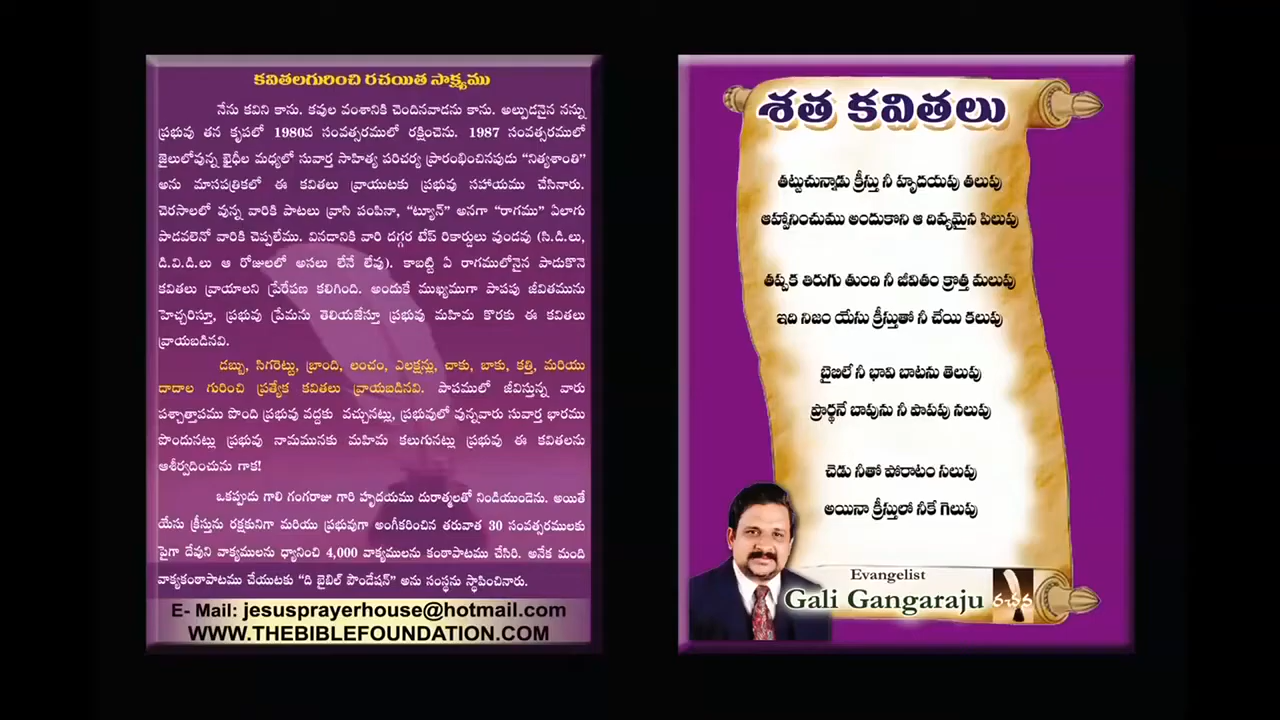 కవితలగురించి రచయిత సాక్ష్యము
నేను కవిని కాను. కవుల వంశానికి చెందినవాడను కాను. అల్పుడనైన నన్ను
ప్రభువు తన కృపలో 1980వ సంవత్సరములో రక్షించెను. 1987 సంవత్సరములో
జైలులోవున్న ఖైధీల మధ్యలో సువార్త సాహిత్య పరిచర్య ప్రారంభించినపుడు “నిత్యశాంతి”
అను మాసపత్రికలో ఈ కవితలు వ్రాయుటకు ప్రభువు సహాయము చేసినారు.
చెరసాలలో వున్న వారికి పాటలు వ్రాసి పంపినా, “ట్యూన్” అనగా “రాగము” ఏలాగు
పాడవలెనో వారికి చెప్పలేము. వినడానికి వారి దగ్గర టేప్ రికార్డులు వుండవు (సి.డి.లు,
డి.వి.డి.లు ఆ రోజులలో అసలు లేనే లేవు). కాబట్టి ఏ రాగములోనైన పాడుకొనె
కవితలు వ్రాయాలని ప్రేరేపణ కలిగింది. అందుకే ముఖ్యముగా పాపపు జీవితమును
హెచ్చరిస్తూ, ప్రభువు ప్రేమను తెలియజేస్తూ ప్రభువు మహిమ కొరకు ఈ కవితలు
వ్రాయబడినవి.
డబ్బు, సిగరెట్టు, బ్రాంది, లంచం, ఎలక్షన్లు, చాకు, బాకు, కత్తి, మరియు
దాదాల గురించి ప్రత్యేక కవితలు వ్రాయబడినవి. పాపములో జీవిస్తున్న వారు
పశ్చాత్తాపము పొంది ప్రభువు వద్దకు వచ్చునట్లు, ప్రభువులో వున్నవారు సువార్త భారము
పొందునట్లు ప్రభువు నామమునకు మహిమ కలుగునట్లు ప్రభువు ఈ కవితలను
ఆశీర్వదించును గాక!
ఒకప్పుడు గాలి గంగరాజు గారి హృదయము దురాత్మలతో నిండియుండెను. అయితే
యేసు క్రీస్తును రక్షకునిగా మరియు ప్రభువుగా అంగీకరించిన తరువాత 30 సంవత్సరములకు
పైగా దేవుని వాక్యములను ధ్యానించి 4,000 వాక్యములను కంఠాపాటము చేసిరి. అనేక మంది
వాక్యకంఠాపాటము చేయుటకు “ది బైబిల్ పౌండేషన్” అను సంస్థను స్థాపించినారు.
E- Mail: jesusprayerhouse@hotmail.com
WWW.THEBIBLEFOUNDATION.COM
శత కవితలు
తట్టుచున్నాడు క్రీస్తు నీ హృదయపు తలుపు
ఆహ్వానించుము అందుకొని ఆ దివ్యమైన పిలుపు
తప్పక తిరుగు తుంది నీ జీవితం క్రొత్త మలుపు
ఇది నిజం యేసు క్రీస్తుతో నీ చేయి కలుపు
బైబిలే నీ భావి బాటను తెలుపు
ప్రార్థనే బాపును నీ పాపపు నలుపు
చెడు నీతో పోరాటం సలుపు
అయినా క్రీస్తులో నీకే గెలుపు
Evangelist
Gali Gangaraju రచన